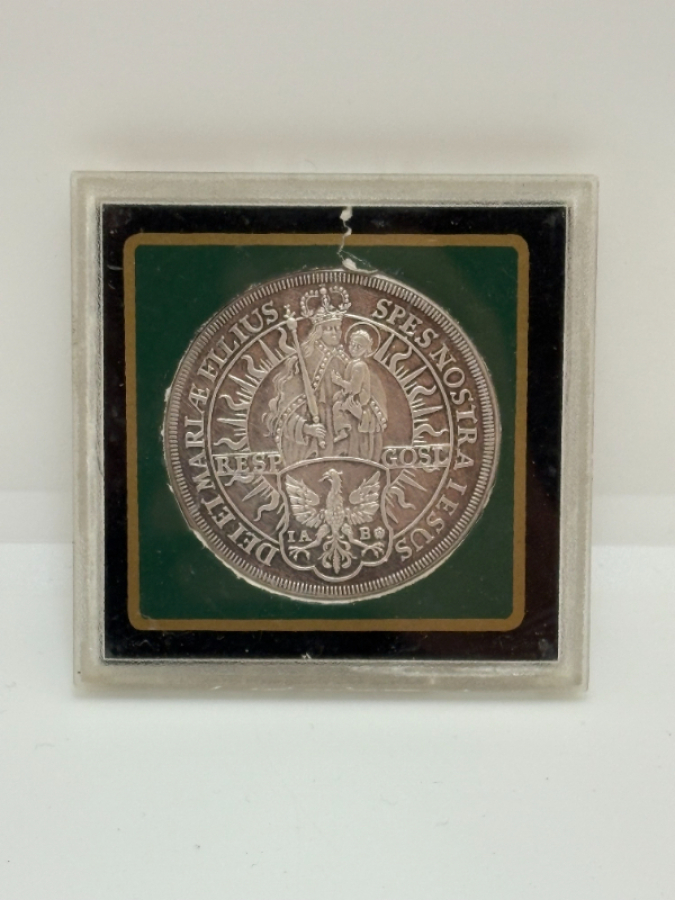 DEI ET MARIÆ FILIUS SPES NOSTRA IESUS
RESP GOSL
IA B